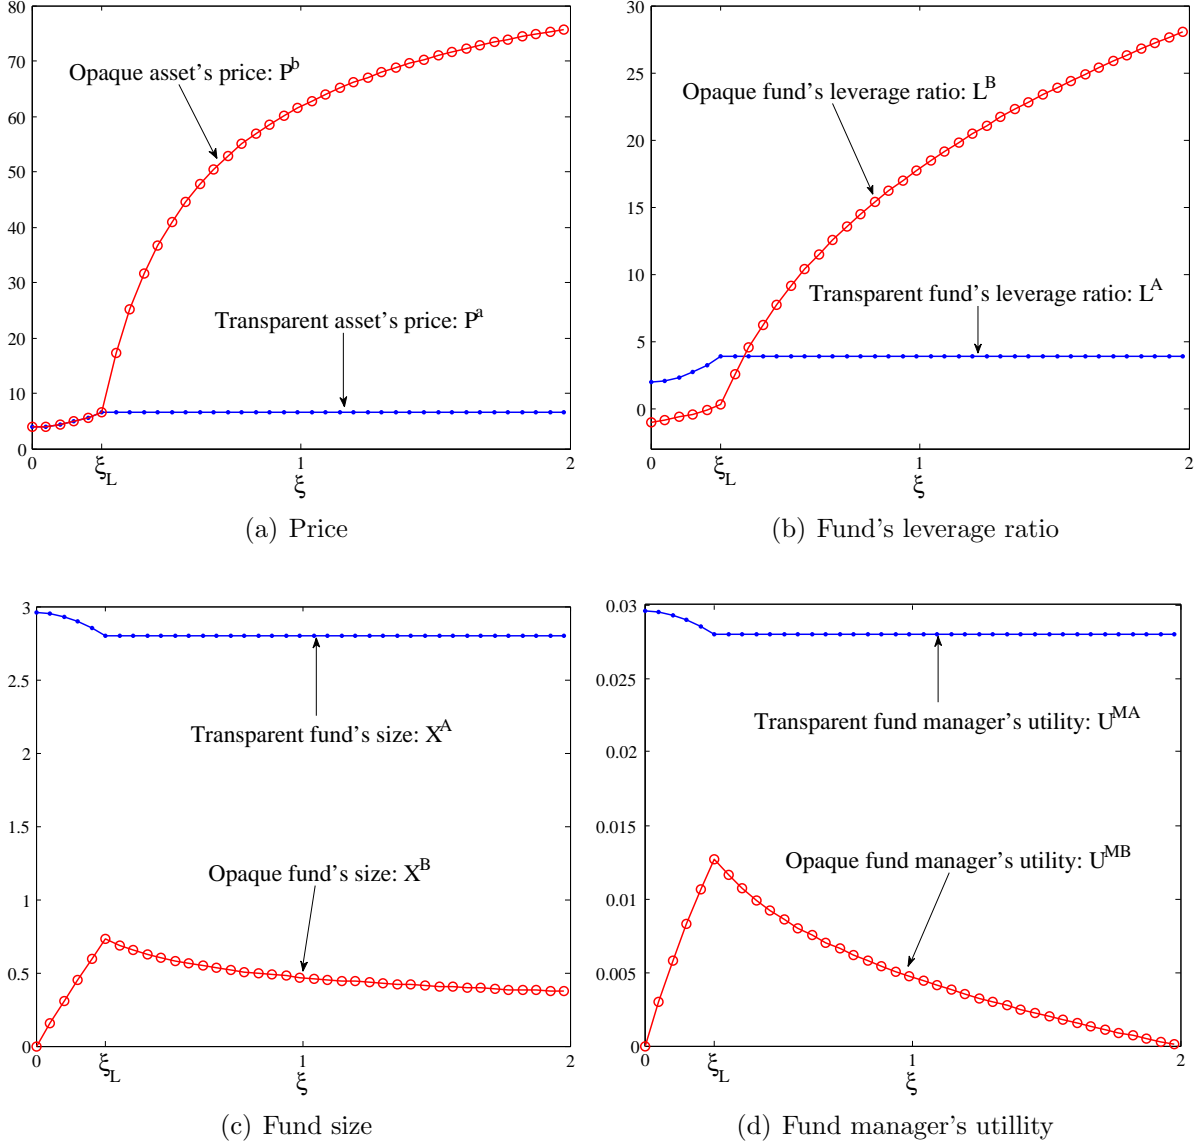 80
70
60
50
40
30
20
10
0
Opaque asset's price: P^b
Transparent asset's price: P^a
0
ξ_L
1
2
ξ
(a) Price
30
25
20
15
10
5
0
Opaque fund's leverage ratio: L^B
Transparent fund's leverage ratio: L^A
0
ξ_L
1
2
ξ
(b) Fund's leverage ratio
3
2.5
2
1.5
1
0.5
0
Transparent fund's size: X^A
Opaque fund's size: X^B
0
ξ_L
1
2
ξ
(c) Fund size
0.03
0.025
0.02
0.015
0.01
0.005
0
Transparent fund manager's utility: U^MA
Opaque fund manager's utility: U^MB
0
ξ_L
1
2
ξ
(d) Fund manager's utillity